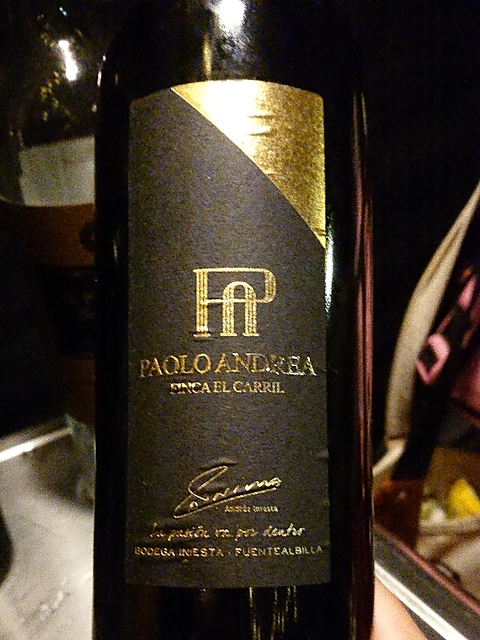 PA
PAOLO ANDREA
FINCA EL CARRIL
Andrés Iniesta
la pasión va por dentro
BODEGA INIESTA · FUENTEALBILLA